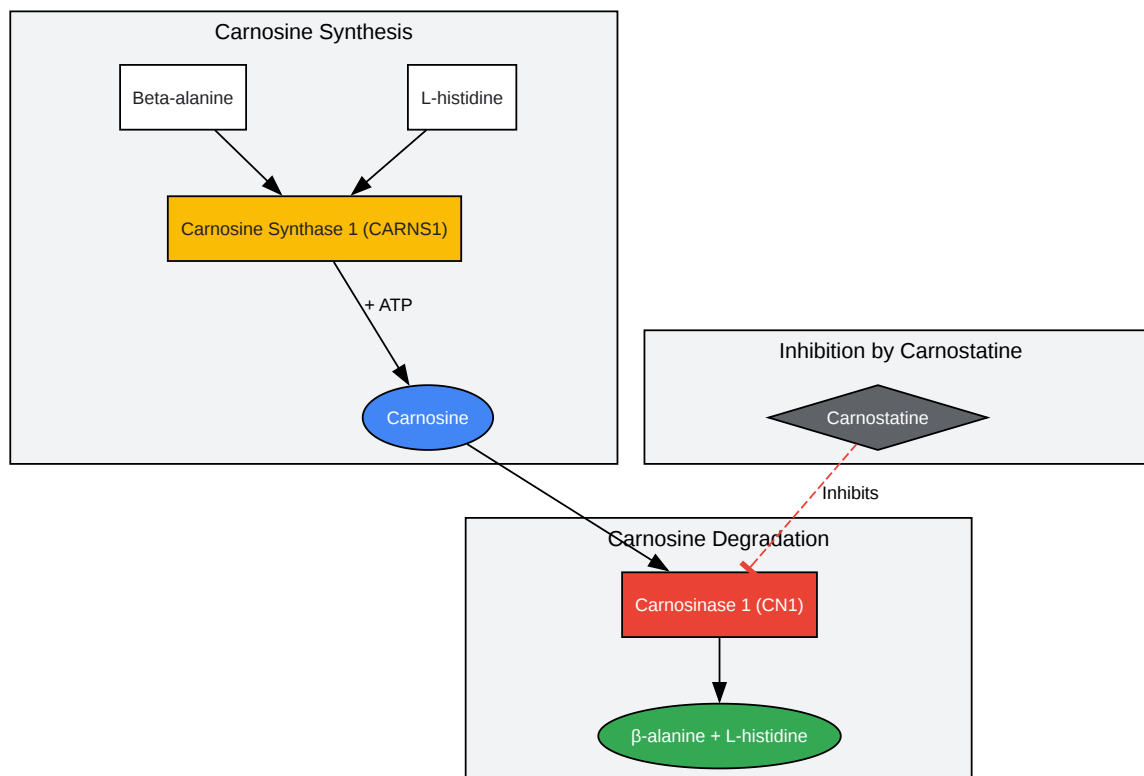 Carnosine Synthesis
Beta-alanine
L-histidine
Carnosine Synthase 1 (CARNS1)
+ ATP
Carnosine
Inhibition by Carnostatine
Carnostatine
Inhibits
Carnosine Degradation
Carnosinase 1 (CN1)
β-alanine + L-histidine